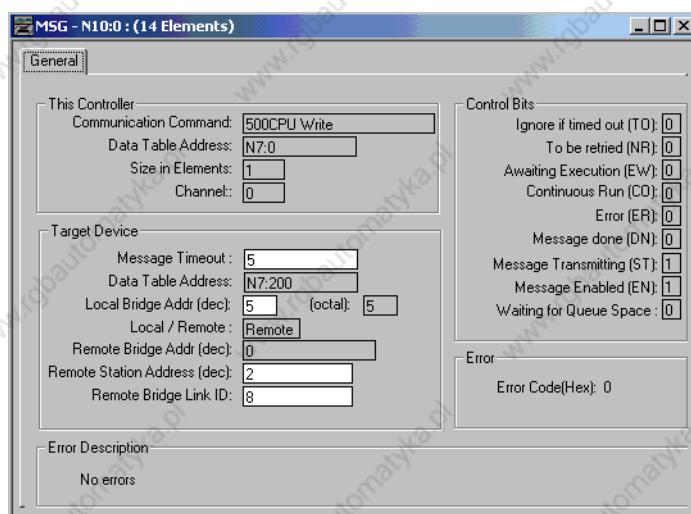 MSG - N10:0 : (14 Elements)
General
This Controller
Communication Command: 500CPU Write
Data Table Address: N7:0
Size in Elements: 1
Channel:: 0
Target Device
Message Timeout : 5
Data Table Address: N7:200
Local Bridge Addr (dec): 5 (octal): 5
Local / Remote : Remote
Remote Bridge Addr (dec): 0
Remote Station Address (dec): 2
Remote Bridge Link ID: 8
Control Bits
Ignore if timed out (TO): 0
To be retried (NR): 0
Awaiting Execution (EW): 0
Continuous Run (CO): 0
Error (ER): 0
Message done (DN): 0
Message Transmitting (ST): 1
Message Enabled (EN): 1
Waiting for Queue Space : 0
Error
Error Code(Hex): 0
Error Description
No errors
www.rgbautomatyka.pl